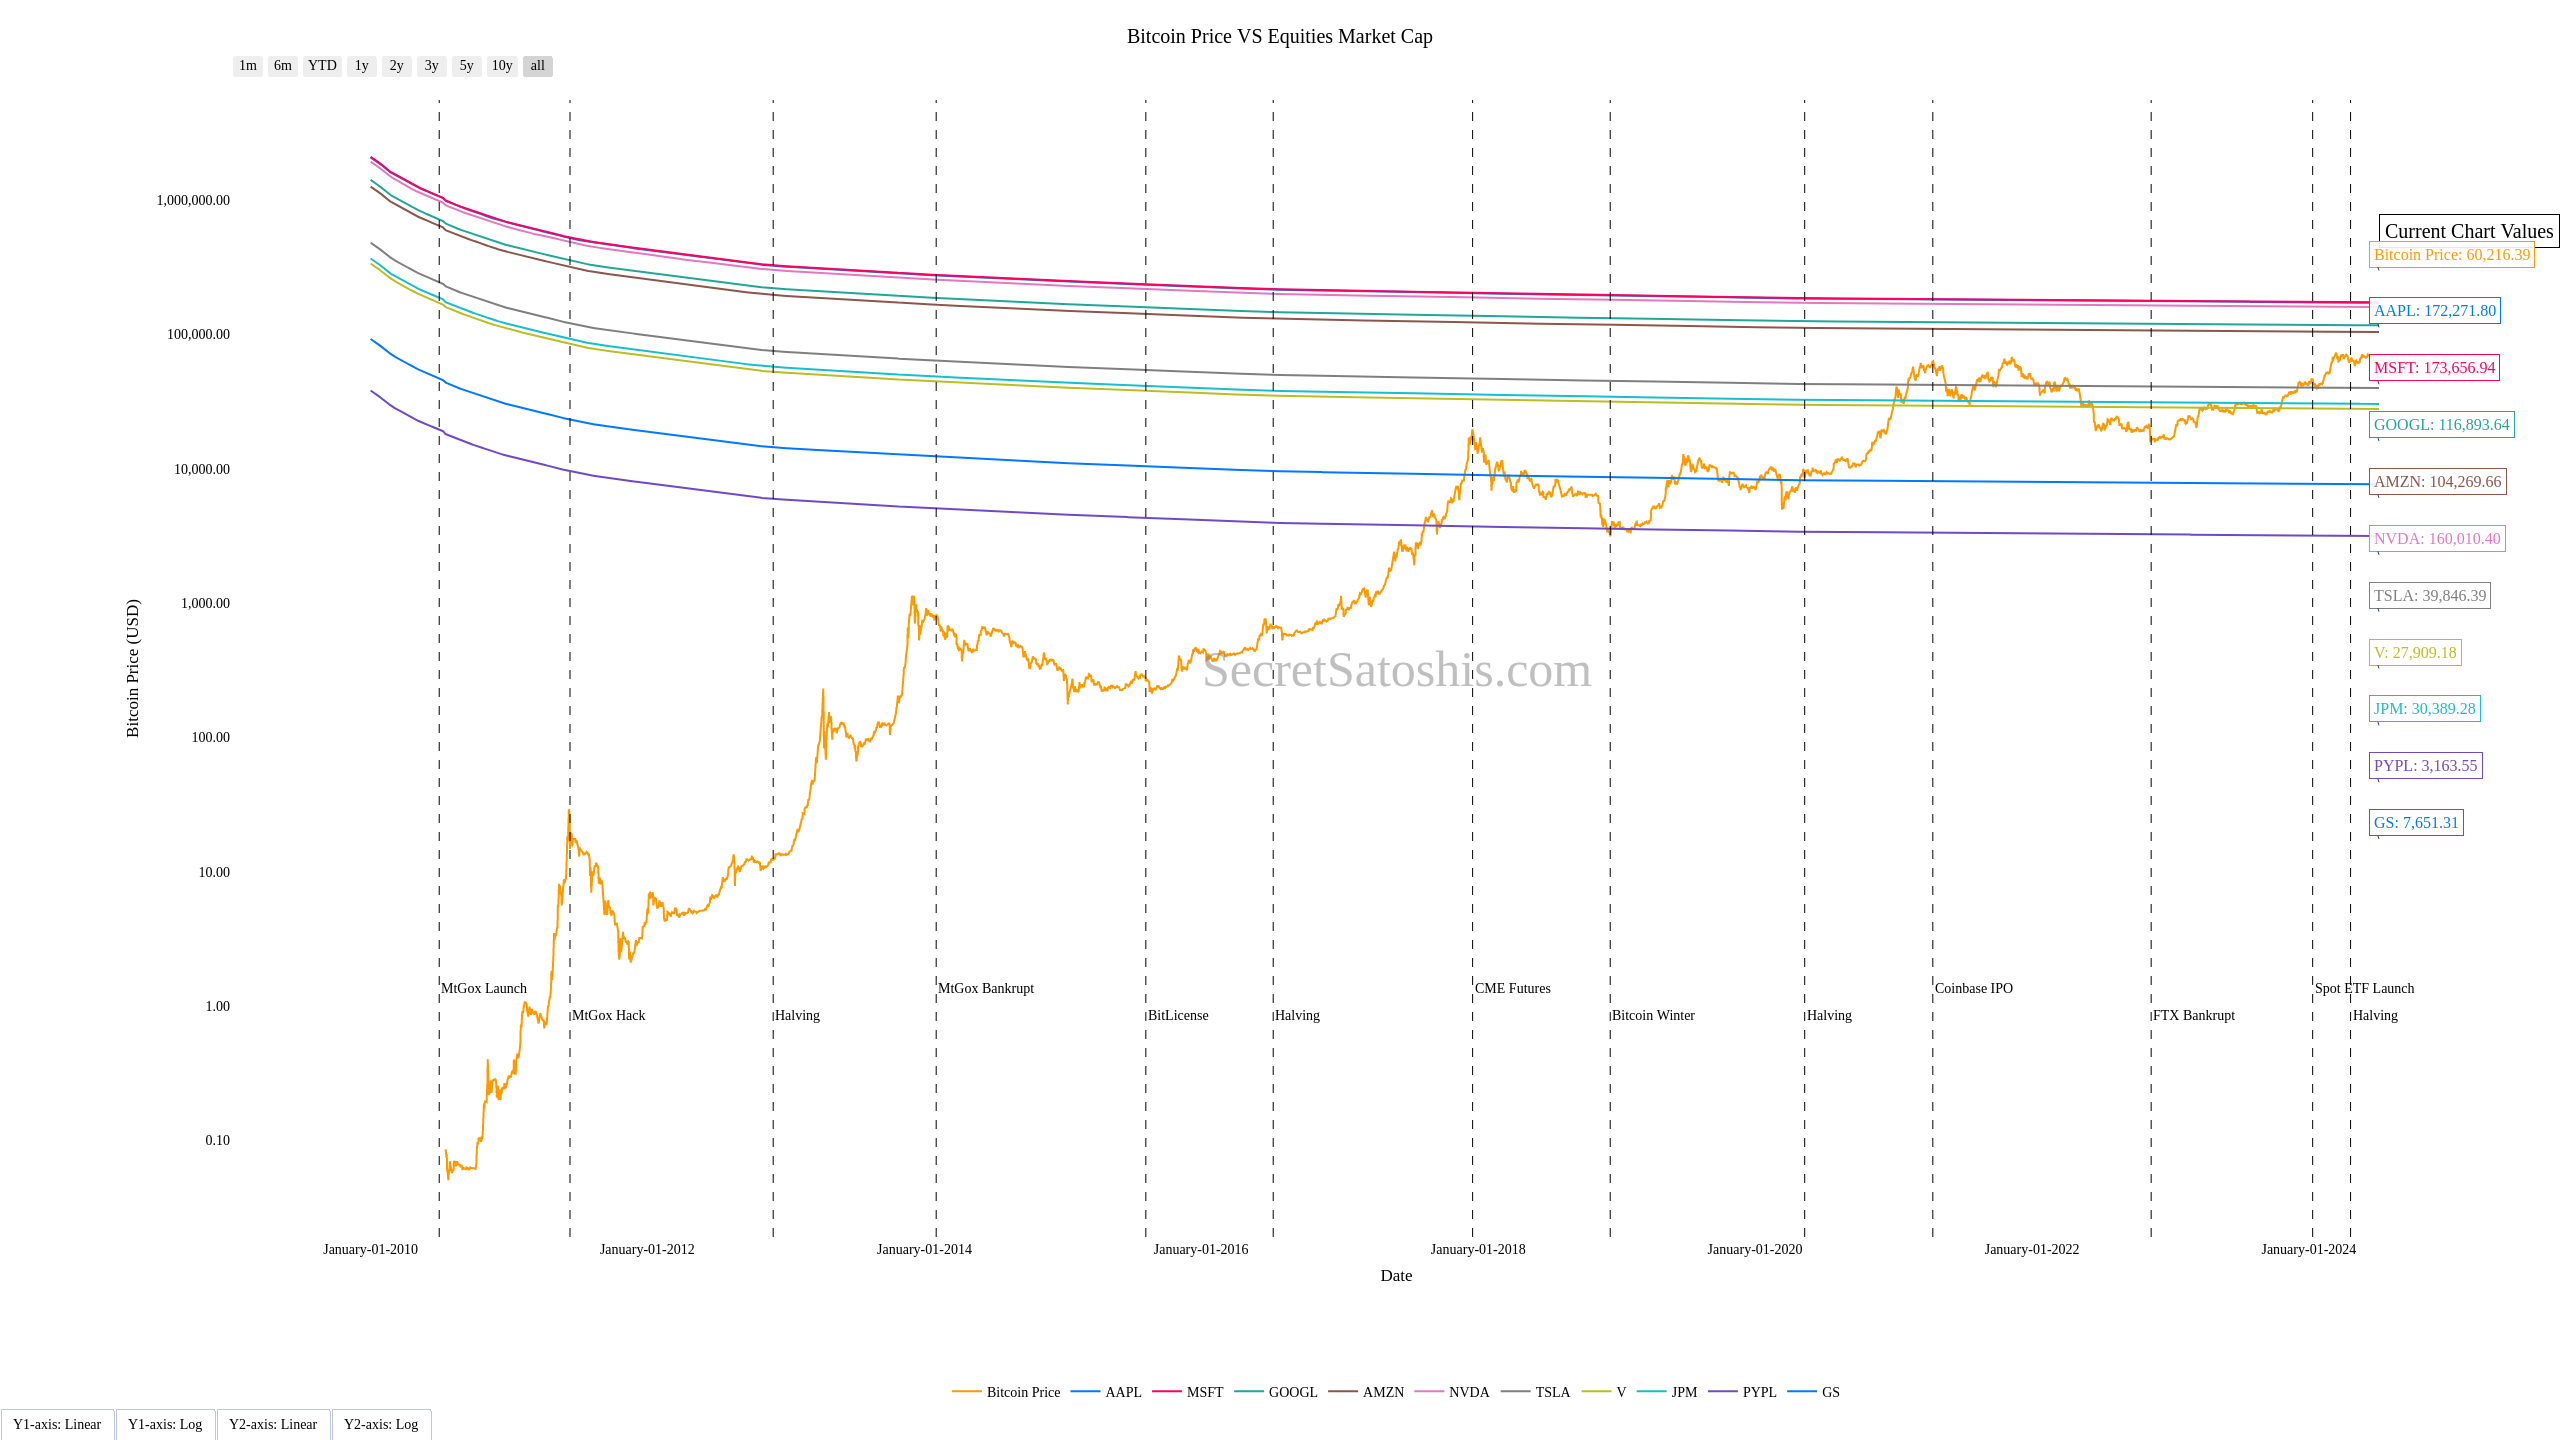 Bitcoin Price VS Equities Market Cap
1m 6m YTD 1y 2y 3y 5y 10y all
1,000,000.00
100,000.00
10,000.00
1,000.00
100.00
10.00
1.00
0.10
Bitcoin Price (USD)
SecretSatoshis.com
Current Chart Values
Bitcoin Price: 60,216.39
AAPL: 172,271.80
MSFT: 173,656.94
GOOGL: 116,893.64
AMZN: 104,269.66
NVDA: 160,010.40
TSLA: 39,846.39
V: 27,909.18
JPM: 30,389.28
PYPL: 3,163.55
GS: 7,651.31
MtGox Launch
MtGox Hack
Halving
MtGox Bankrupt
BitLicense
Halving
CME Futures
Bitcoin Winter
Halving
Coinbase IPO
FTX Bankrupt
Spot ETF Launch
Halving
January-01-2010 January-01-2012 January-01-2014 January-01-2016 January-01-2018 January-01-2020 January-01-2022 January-01-2024
Date
Bitcoin Price AAPL MSFT GOOGL AMZN NVDA TSLA V JPM PYPL GS
Y1-axis: Linear Y1-axis: Log Y2-axis: Linear Y2-axis: Log